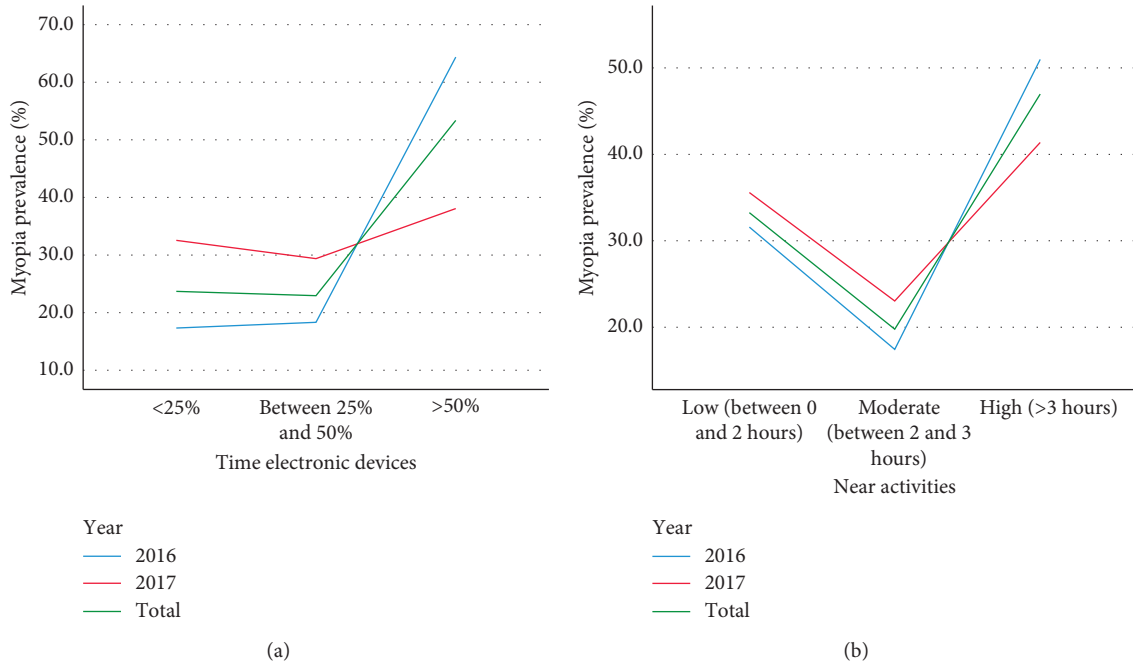 70.0
60.0
50.0
40.0
30.0
20.0
10.0
Myopia prevalence (%)
<25%
Between 25%
and 50%
>50%
Time electronic devices
Year
2016
2017
Total
(a)
50.0
40.0
30.0
20.0
Myopia prevalence (%)
Low (between 0
and 2 hours)
Moderate
(between 2 and 3
hours)
High (>3 hours)
Near activities
Year
2016
2017
Total
(b)